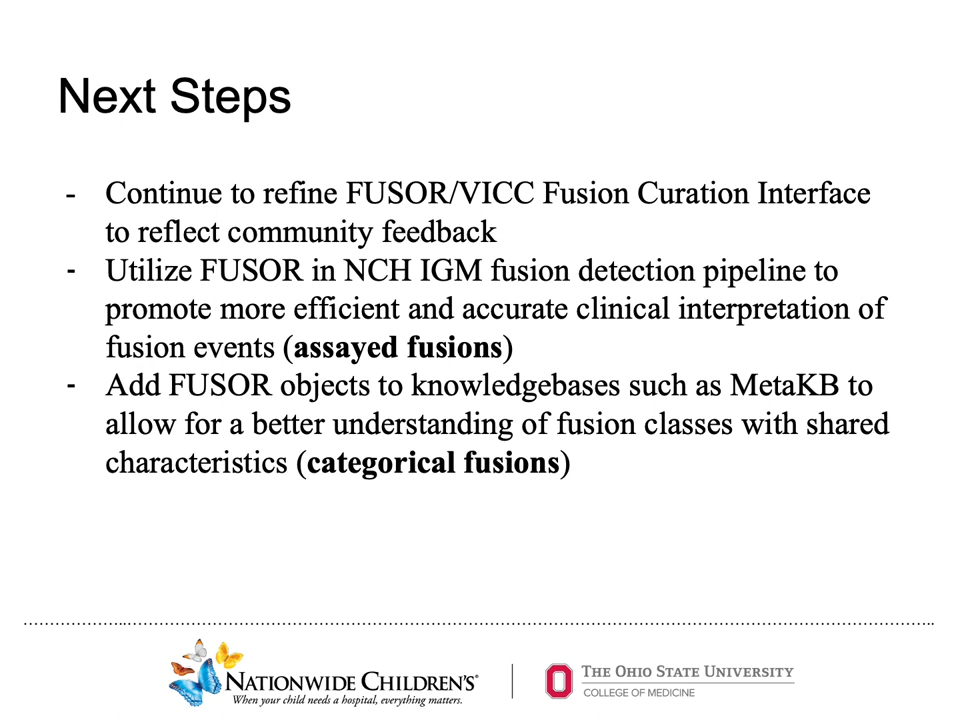 Next Steps
- Continue to refine FUSOR/VICC Fusion Curation Interface
to reflect community feedback
- Utilize FUSOR in NCH IGM fusion detection pipeline to
promote more efficient and accurate clinical interpretation of
fusion events (assayed fusions)
- Add FUSOR objects to knowledgebases such as MetaKB to
allow for a better understanding of fusion classes with shared
characteristics (categorical fusions)
NATIONWIDE CHILDREN'S®
When your child needs a hospital, everything matters.
THE OHIO STATE UNIVERSITY
COLLEGE OF MEDICINE